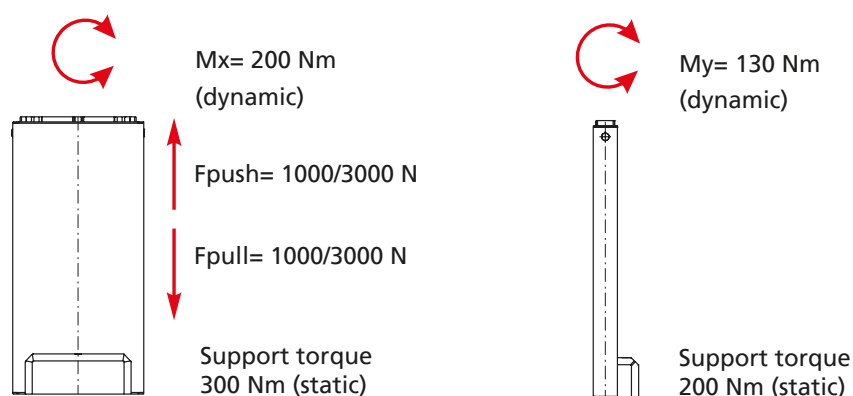 Mx= 200 Nm
(dynamic)
Fpush= 1000/3000 N
Fpull= 1000/3000 N
Support torque
300 Nm (static)
My= 130 Nm
(dynamic)
Support torque
200 Nm (static)